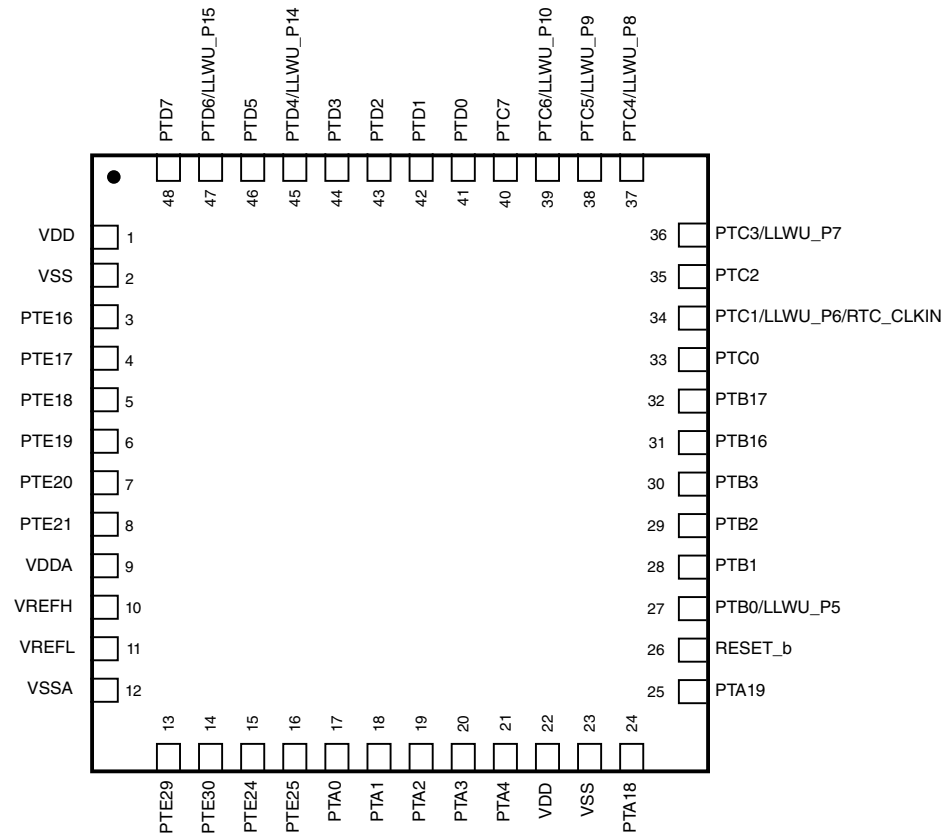 PTD7
PTD6/LLWU_P15
PTD5
PTD4/LLWU_P14
PTD3
PTD2
PTD1
PTD0
PTC7
PTC6/LLWU_P10
PTC5/LLWU_P9
PTC4/LLWU_P8
48
47
46
45
44
43
42
41
40
39
38
37
VDD 1
VSS 2
PTE16 3
PTE17 4
PTE18 5
PTE19 6
PTE20 7
PTE21 8
VDDA 9
VREFH 10
VREFL 11
VSSA 12
36 PTC3/LLWU_P7
35 PTC2
34 PTC1/LLWU_P6/RTC_CLKIN
33 PTC0
32 PTB17
31 PTB16
30 PTB3
29 PTB2
28 PTB1
27 PTB0/LLWU_P5
26 RESET_b
25 PTA19
13
14
15
16
17
18
19
20
21
22
23
24
PTE29
PTE30
PTE24
PTE25
PTA0
PTA1
PTA2
PTA3
PTA4
VDD
VSS
PTA18